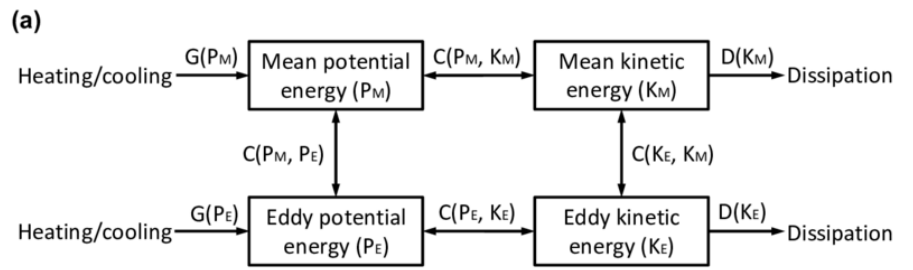 (a)
G(PM)
C(PM, KM)
D(KM)
Heating/cooling
Mean potential
energy (PM)
Mean kinetic
energy (KM)
Dissipation
C(PM, PE)
C(KE, KM)
G(PE)
C(PE, KE)
D(KE)
Heating/cooling
Eddy potential
energy (PE)
Eddy kinetic
energy (KE)
Dissipation